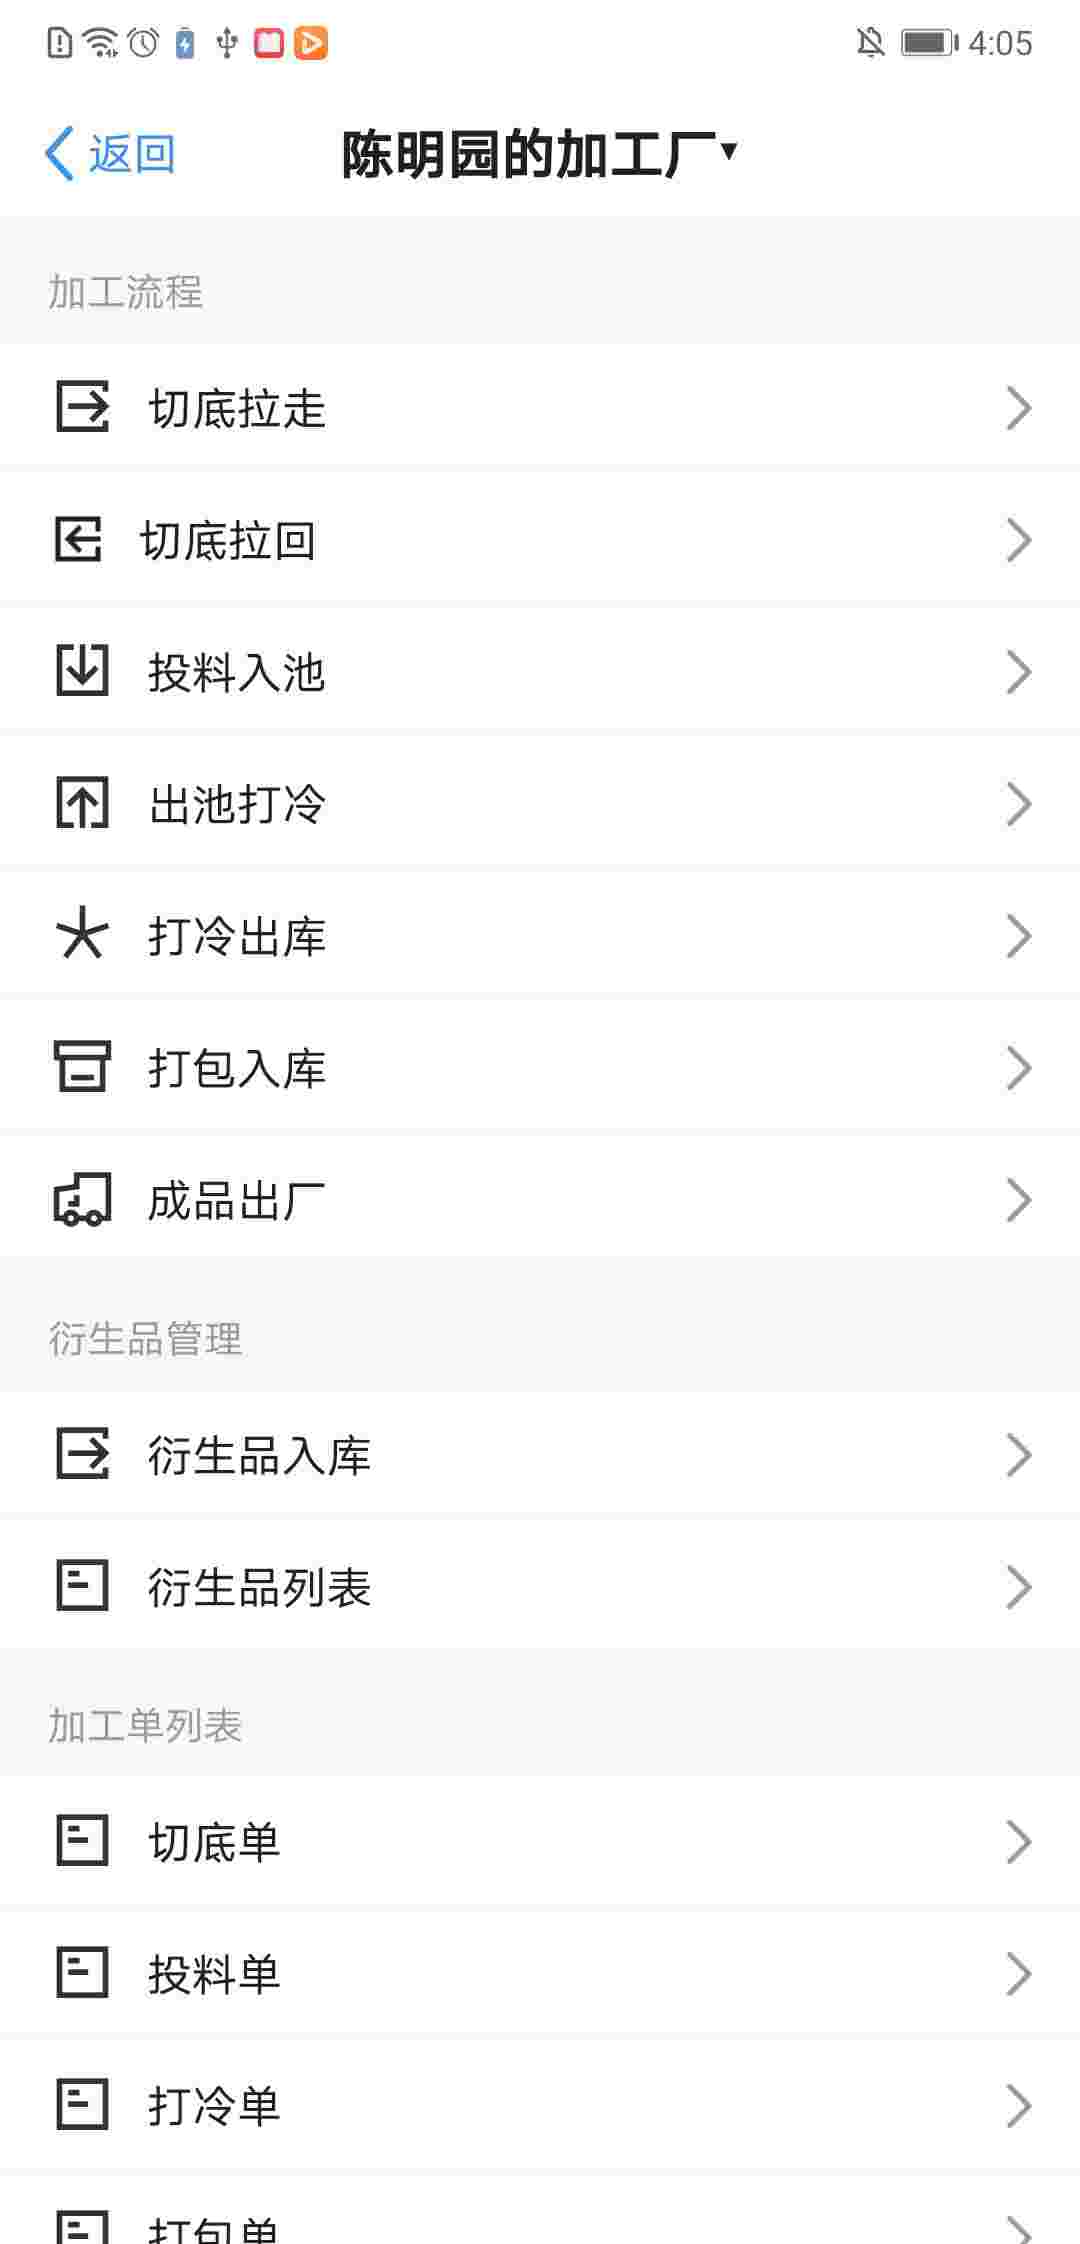 4:05
返回
陈明园的加工厂▾
加工流程
切底拉走
切底拉回
投料入池
出池打冷
打冷出库
打包入库
成品出厂
衍生品管理
衍生品入库
衍生品列表
加工单列表
切底单
投料单
打冷单
打包单